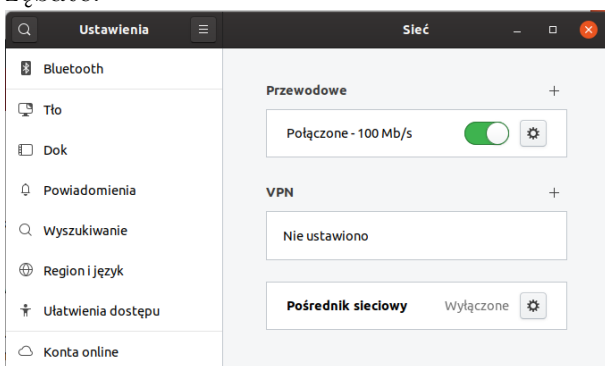 zębate.
Ustawienia
Sieć
Bluetooth
Tło
Dok
Powiadomienia
Wyszukiwanie
Region i język
Ułatwienia dostępu
Konta online
Przewodowe
Połączone - 100 Mb/s
VPN
Nie ustawiono
Pośrednik sieciowy Wyłączone